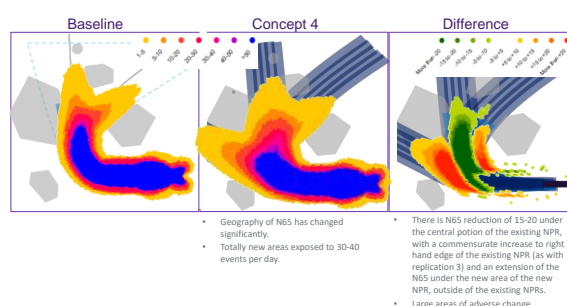 Baseline
Concept 4
Difference
1-5
5-10
10-20
20-30
30-40
40-50
>50
More than -20
-15 to -20
-10 to -15
-5 to -10
-5 to +5
+5 to +10
+10 to +15
+15 to +20
More than +20
• Geography of N65 has changed
significantly.
• Totally new areas exposed to 30-40
events per day.
• There is N65 reduction of 15-20 under
the central potion of the existing NPR,
with a commensurate increase to right
hand edge of the existing NPR (as with
replication 3) and an extension of the
N65 under the new area of the new
NPR, outside of the existing NPRs.
• Large areas of adverse change